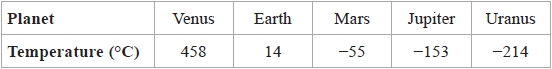 Planet Venus Earth Mars Jupiter Uranus
Temperature (°C) 458 14 −55 −153 −214